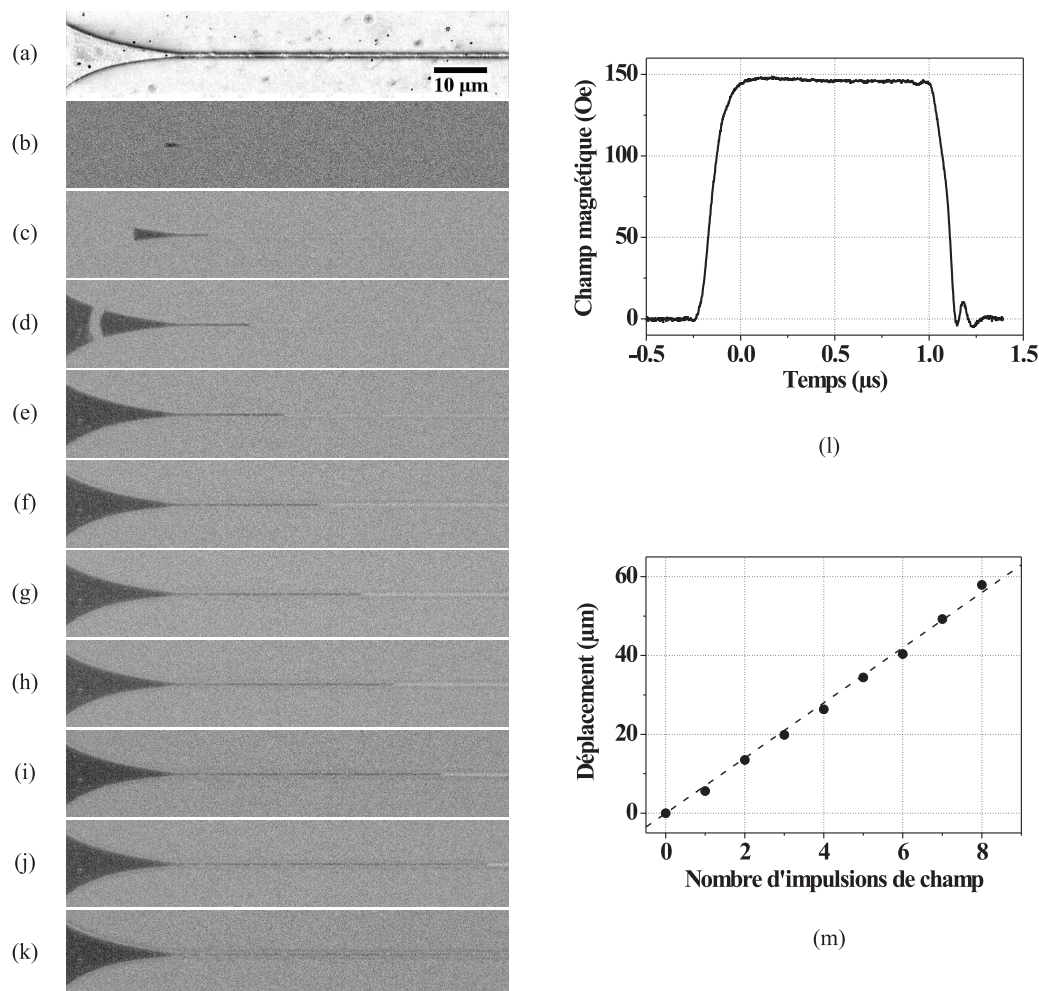 (a)
10 µm
(b)
(c)
(d)
(e)
(f)
(g)
(h)
(i)
(j)
(k)
Champ magnétique (Oe)
150
100
50
0
-0.5 0.0 0.5 1.0 1.5
Temps (µs)
(l)
Déplacement (µm)
60
40
20
0
0 2 4 6 8
Nombre d'impulsions de champ
(m)